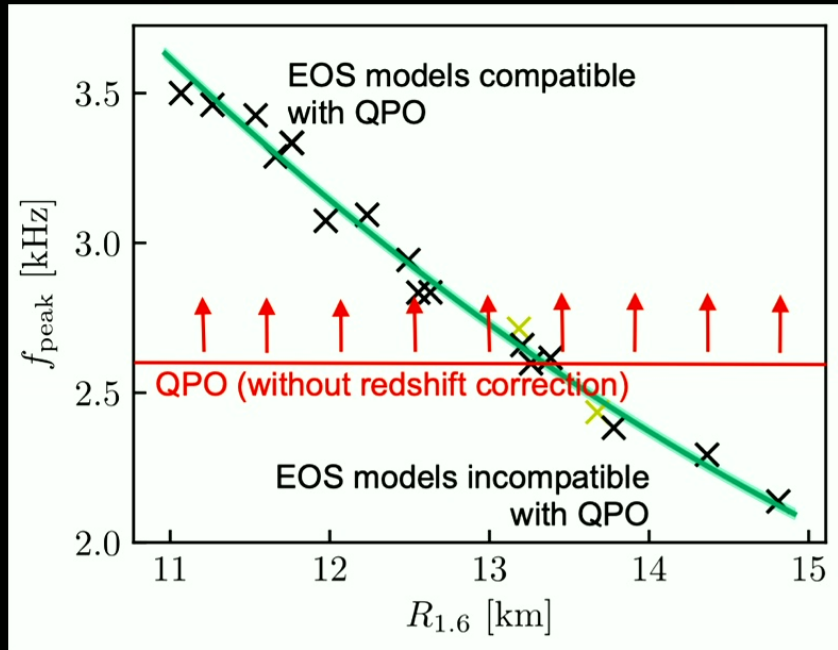 EOS models compatible
with QPO
3.5
3.0
2.5
2.0
f_peak [kHz]
QPO (without redshift correction)
EOS models incompatible
with QPO
11 12 13 14 15
R_1.6 [km]